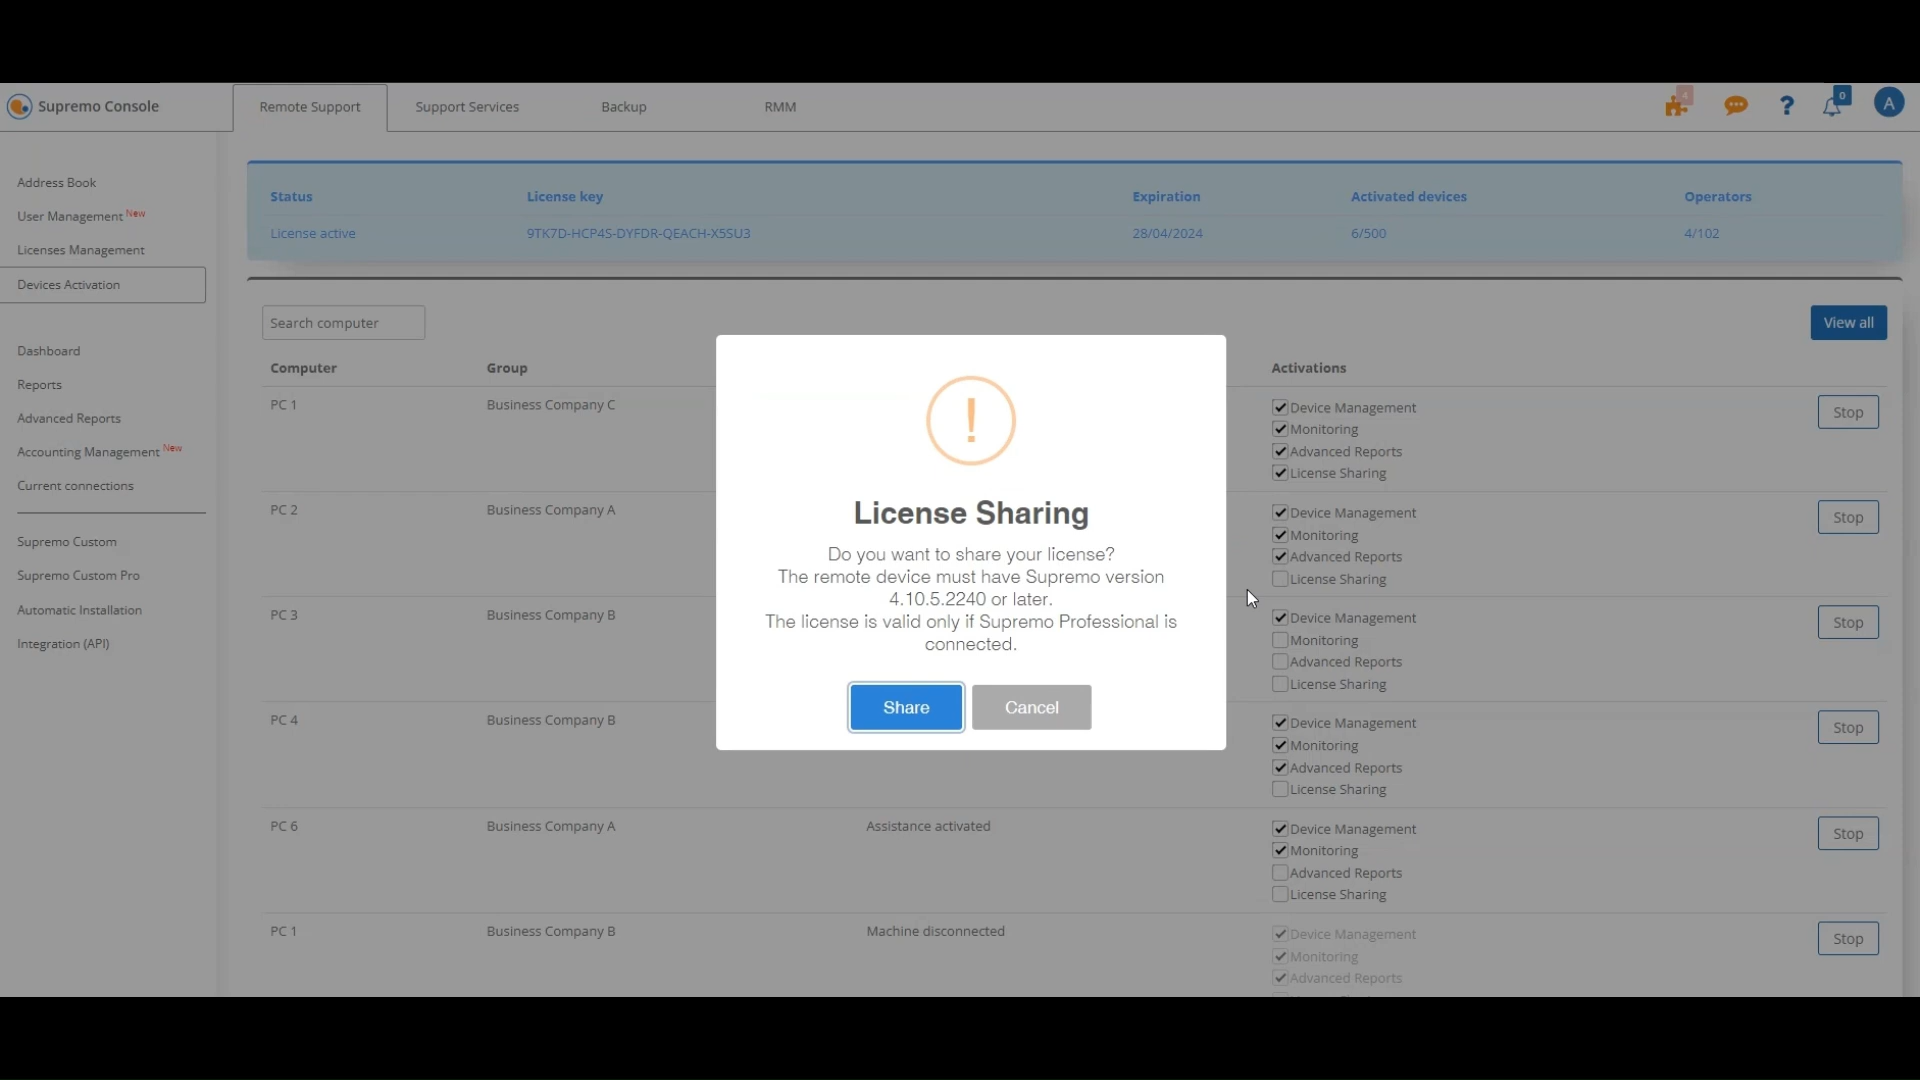 Supremo Console
Remote Support
Support Services
Backup
RMM
4
?
0
A
Address Book
User Management New
Licenses Management
Devices Activation
Dashboard
Reports
Advanced Reports
Accounting Management New
Current connections
Supremo Custom
Supremo Custom Pro
Automatic Installation
Integration (API)
Status License key Expiration Activated devices Operators
License active 9TK7D-HCP4S-DYFDR-QEACH-X5SU3 28/04/2024 6/500 4/102
Search computer
View all
Computer Group Activations
PC 1 Business Company C
Device Management
Monitoring
Advanced Reports
License Sharing
Stop
PC 2 Business Company A
Device Management
Monitoring
Advanced Reports
License Sharing
Stop
PC 3 Business Company B
Device Management
Monitoring
Advanced Reports
License Sharing
Stop
PC 4 Business Company B
Device Management
Monitoring
Advanced Reports
License Sharing
Stop
PC 6 Business Company A Assistance activated
Device Management
Monitoring
Advanced Reports
License Sharing
Stop
PC 1 Business Company B Machine disconnected
Device Management
Monitoring
Advanced Reports
Stop
!
License Sharing
Do you want to share your license?
The remote device must have Supremo version
4.10.5.2240 or later.
The license is valid only if Supremo Professional is
connected.
Share
Cancel